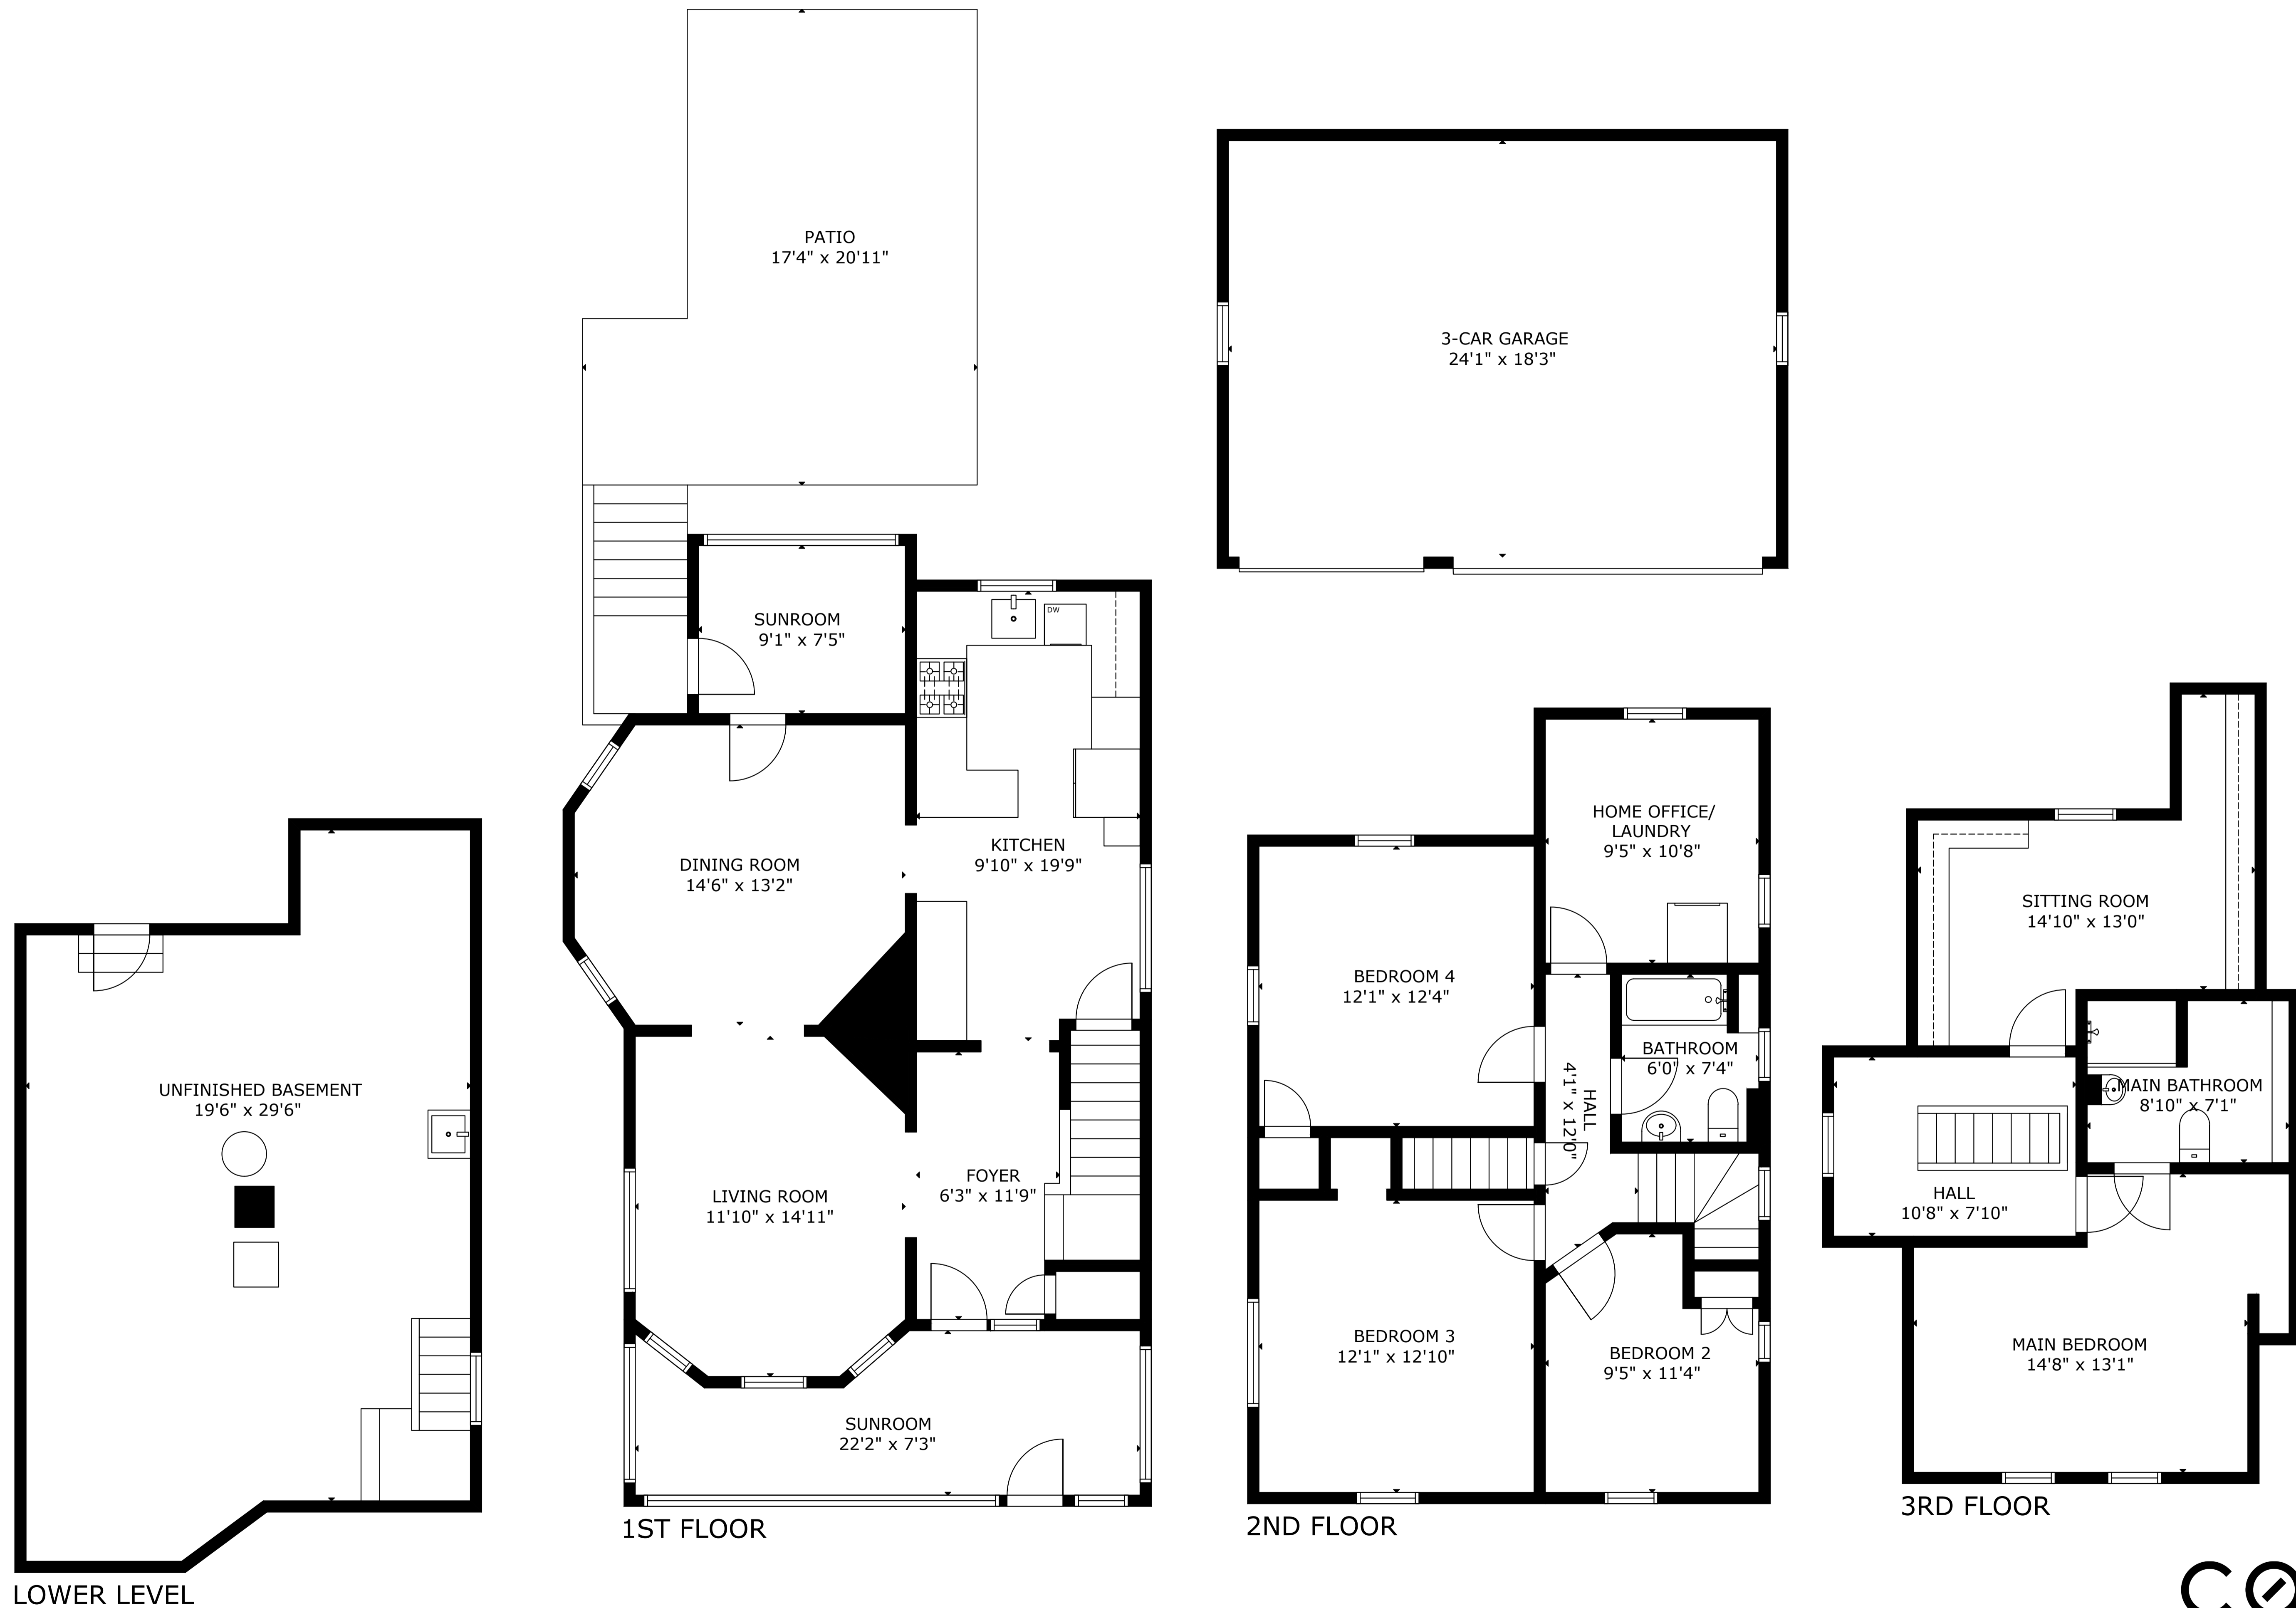 PATIO
17'4" x 20'11"
3-CAR GARAGE
24'1" x 18'3"
SUNROOM
9'1" x 7'5"
DW
KITCHEN
9'10" x 19'9"
DINING ROOM
14'6" x 13'2"
LIVING ROOM
11'10" x 14'11"
FOYER
6'3" x 11'9"
SUNROOM
22'2" x 7'3"
1ST FLOOR
UNFINISHED BASEMENT
19'6" x 29'6"
LOWER LEVEL
HOME OFFICE/
LAUNDRY
9'5" x 10'8"
BEDROOM 4
12'1" x 12'4"
BATHROOM
6'0" x 7'4"
HALL
4'1" x 12'0"
BEDROOM 3
12'1" x 12'10"
BEDROOM 2
9'5" x 11'4"
2ND FLOOR
SITTING ROOM
14'10" x 13'0"
MAIN BATHROOM
8'10" x 7'1"
HALL
10'8" x 7'10"
MAIN BEDROOM
14'8" x 13'1"
3RD FLOOR